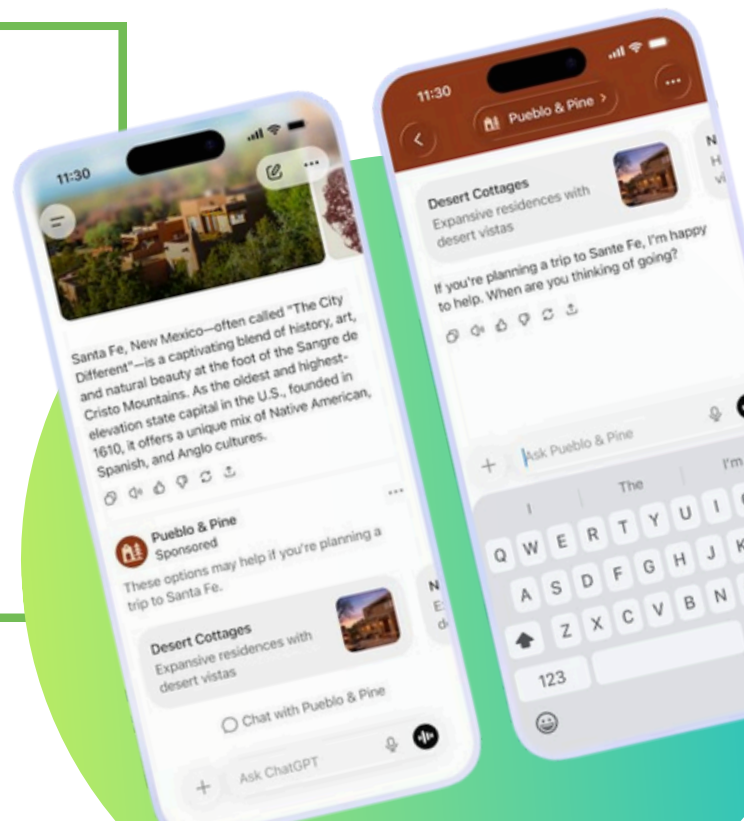 11:30
Santa Fe, New Mexico—often called "The City
Different"—is a captivating blend of history, art,
and natural beauty at the foot of the Sangre de
Cristo Mountains. As the oldest and highest-
elevation state capital in the U.S., founded in
1610, it offers a unique mix of Native American,
Spanish, and Anglo cultures.
Pueblo & Pine
Sponsored
These options may help if you're planning a
trip to Santa Fe.
Desert Cottages
Expansive residences with
desert vistas
N
E
d
Chat with Pueblo & Pine
Ask ChatGPT
11:30
Pueblo & Pine
Desert Cottages
Expansive residences with
desert vistas
N
H
vi
If you're planning a trip to Sante Fe, I'm happy
to help. When are you thinking of going?
Ask Pueblo & Pine
I The I'm
Q W E R T Y U I
A S D F G H J K
Z X C V B N
123